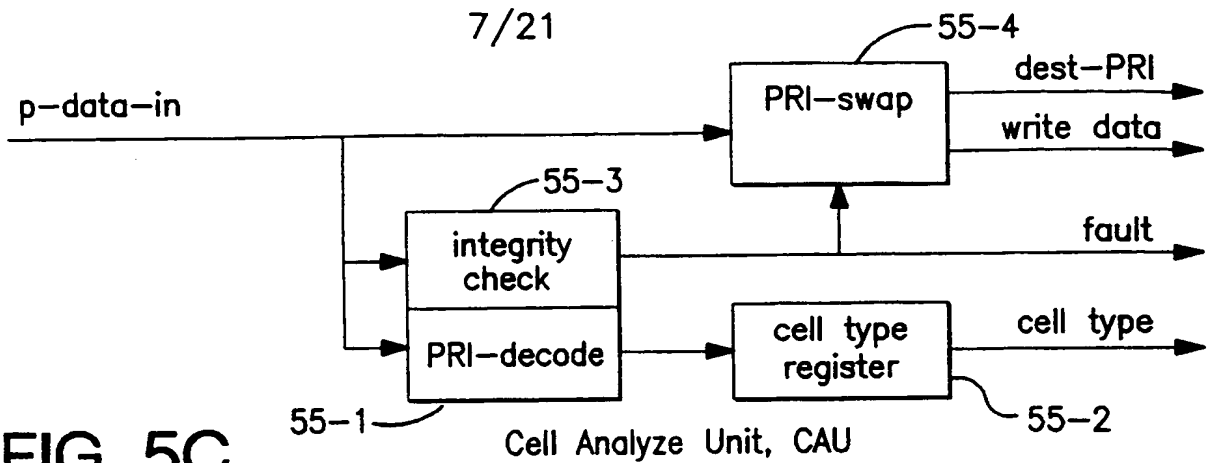 7/21
55-4
p-data-in
PRI-swap
dest-PRI
write data
55-3
integrity
check
fault
PRI-decode
cell type
register
cell type
55-1
55-2
FIG. 5C
Cell Analyze Unit, CAU